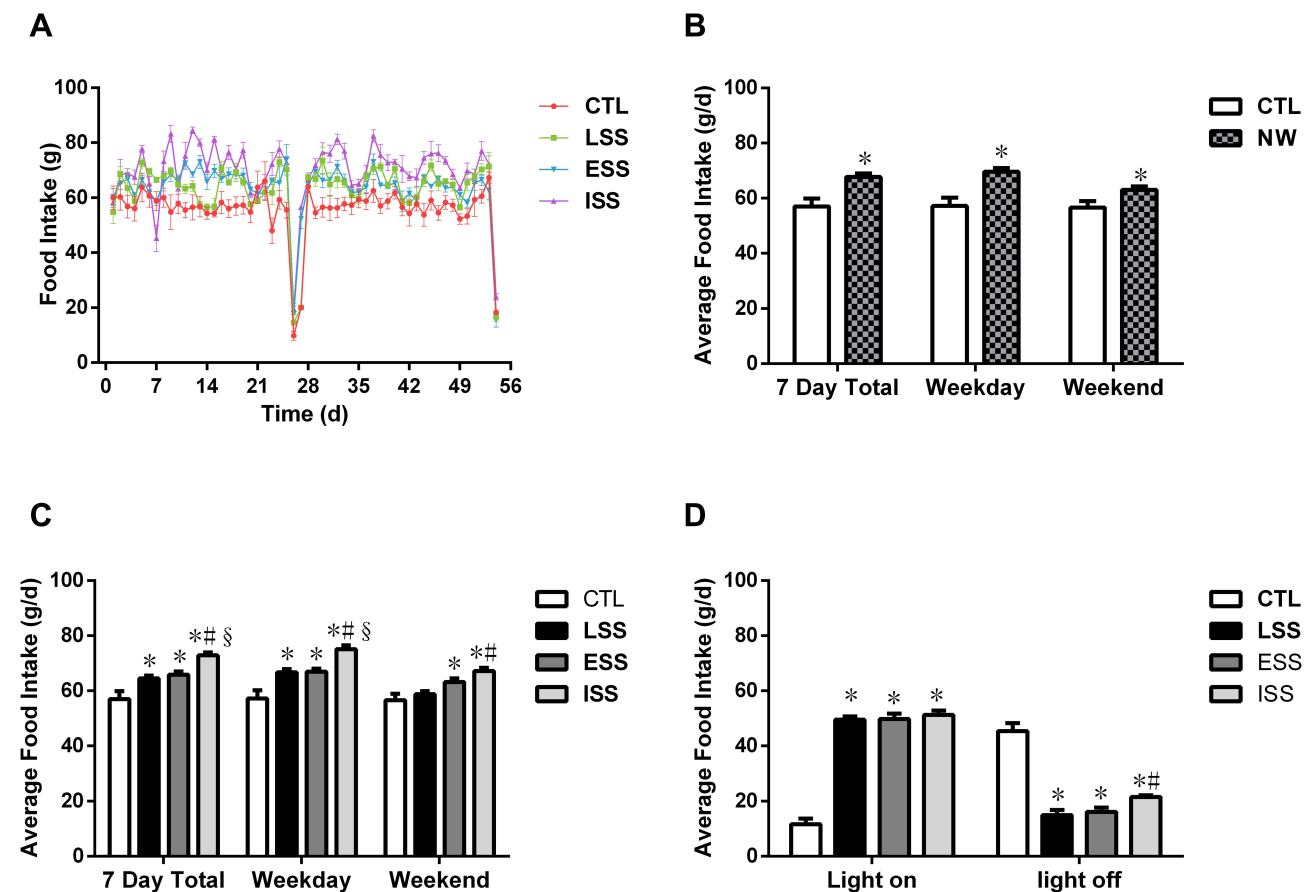 A
Food Intake (g)
100
80
60
40
20
0
0 7 14 21 28 35 42 49 56
Time (d)
CTL
LSS
ESS
ISS
B
Average Food Intake (g/d)
100
80
60
40
20
0
* * *
7 Day Total Weekday Weekend
CTL
NW
C
Average Food Intake (g/d)
100
80
60
40
20
0
* * *# § * * *# § * *#
7 Day Total Weekday Weekend
CTL
LSS
ESS
ISS
D
Average Food Intake (g/d)
100
80
60
40
20
0
* * * * * *#
Light on light off
CTL
LSS
ESS
ISS